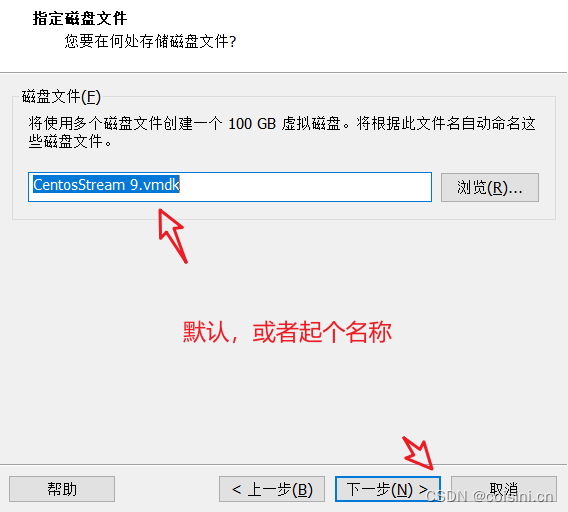 指定磁盘文件
您要在何处存储磁盘文件?
磁盘文件(F)
将使用多个磁盘文件创建一个 100 GB 虚拟磁盘。将根据此文件名自动命名这
些磁盘文件。
CentosStream 9.vmdk
浏览(R)...
默认，或者起个名称
帮助
< 上一步(B)
下一步(N) >
取消
CSDN @coisini.cn